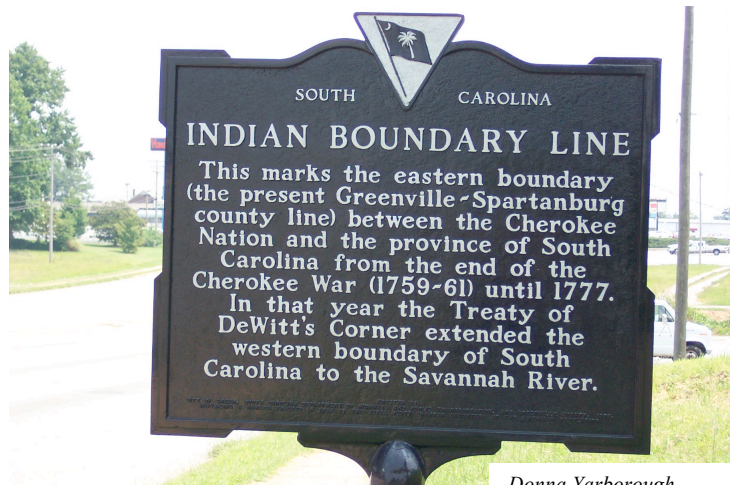 SOUTH CAROLINA
INDIAN BOUNDARY LINE
This marks the eastern boundary
(the present Greenville-Spartanburg
county line) between the Cherokee
Nation and the province of South
Carolina from the end of the
Cherokee War (1759-61) until 1777.
In that year the Treaty of
DeWitt's Corner extended the
western boundary of South
Carolina to the Savannah River.
Donna Yarborough